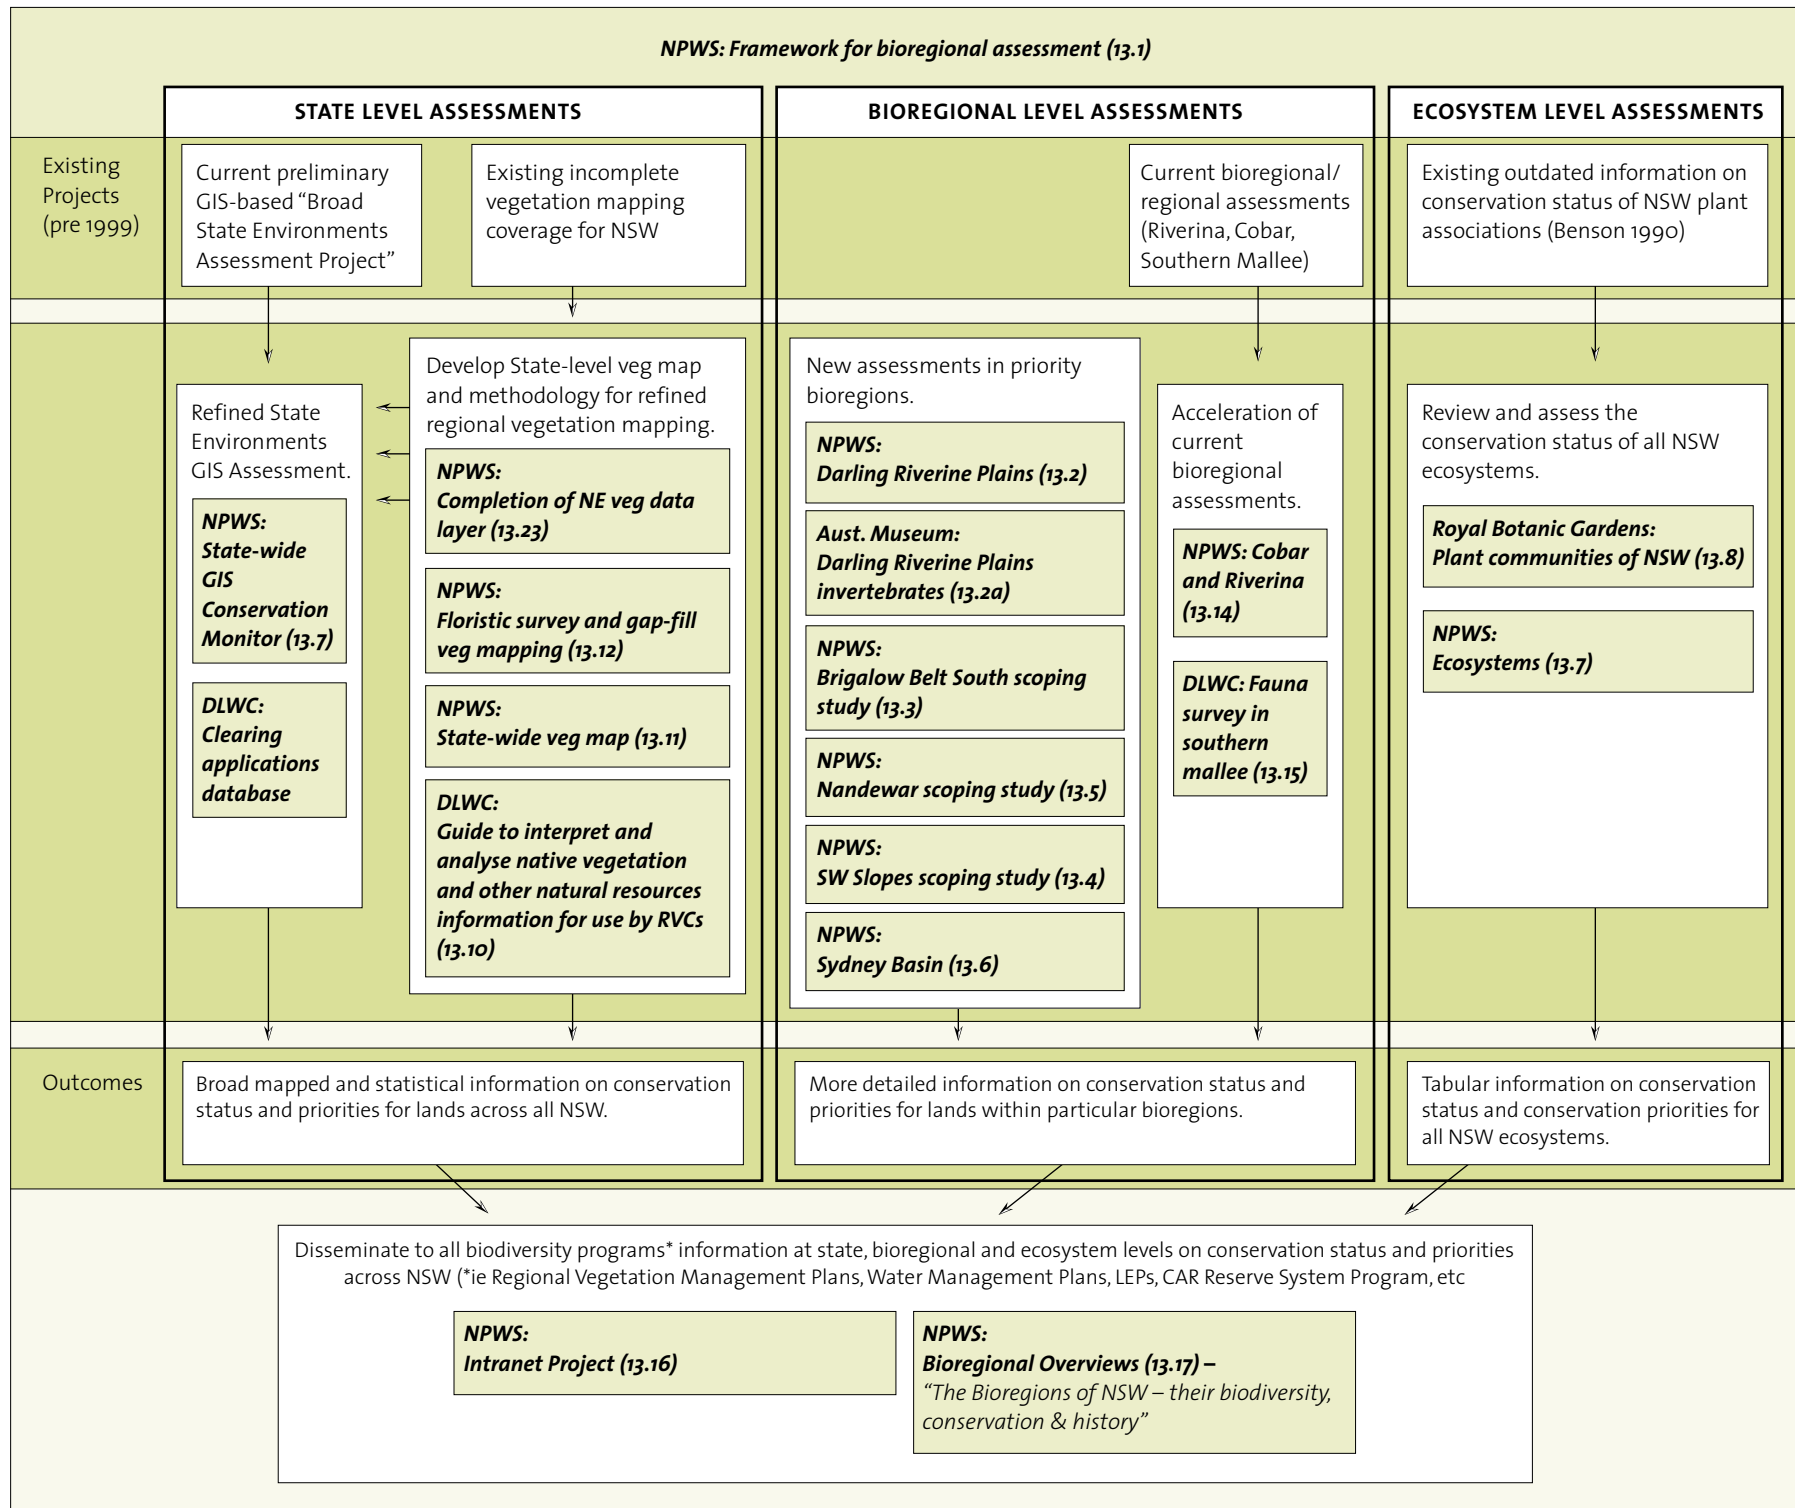 NPWS: Framework for bioregional assessment (13.1)
STATE LEVEL ASSESSMENTS
BIOREGIONAL LEVEL ASSESSMENTS
ECOSYSTEM LEVEL ASSESSMENTS
Existing
Projects
(pre 1999)
Current preliminary
GIS-based “Broad
State Environments
Assessment Project”
Existing incomplete
vegetation mapping
coverage for NSW
Current bioregional/
regional assessments
(Riverina, Cobar,
Southern Mallee)
Existing outdated information on
conservation status of NSW plant
associations (Benson 1990)
Refined State
Environments
GIS Assessment.
NPWS:
State-wide
GIS
Conservation
Monitor (13.7)
DLWC:
Clearing
applications
database
Develop State-level veg map
and methodology for refined
regional vegetation mapping.
NPWS:
Completion of NE veg data
layer (13.23)
NPWS:
Floristic survey and gap-fill
veg mapping (13.12)
NPWS:
State-wide veg map (13.11)
DLWC:
Guide to interpret and
analyse native vegetation
and other natural resources
information for use by RVCs
(13.10)
New assessments in priority
bioregions.
NPWS:
Darling Riverine Plains (13.2)
Aust. Museum:
Darling Riverine Plains
invertebrates (13.2a)
NPWS:
Brigalow Belt South scoping
study (13.3)
NPWS:
Nandewar scoping study (13.5)
NPWS:
SW Slopes scoping study (13.4)
NPWS:
Sydney Basin (13.6)
Acceleration of
current
bioregional
assessments.
NPWS: Cobar
and Riverina
(13.14)
DLWC: Fauna
survey in
southern
mallee (13.15)
Review and assess the
conservation status of all NSW
ecosystems.
Royal Botanic Gardens:
Plant communities of NSW (13.8)
NPWS:
Ecosystems (13.7)
Outcomes
Broad mapped and statistical information on conservation
status and priorities for lands across all NSW.
More detailed information on conservation status and
priorities for lands within particular bioregions.
Tabular information on conservation
status and conservation priorities for
all NSW ecosystems.
Disseminate to all biodiversity programs* information at state, bioregional and ecosystem levels on conservation status and priorities
across NSW (*ie Regional Vegetation Management Plans, Water Management Plans, LEPs, CAR Reserve System Program, etc
NPWS:
Intranet Project (13.16)
NPWS:
Bioregional Overviews (13.17) –
“The Bioregions of NSW – their biodiversity,
conservation & history”